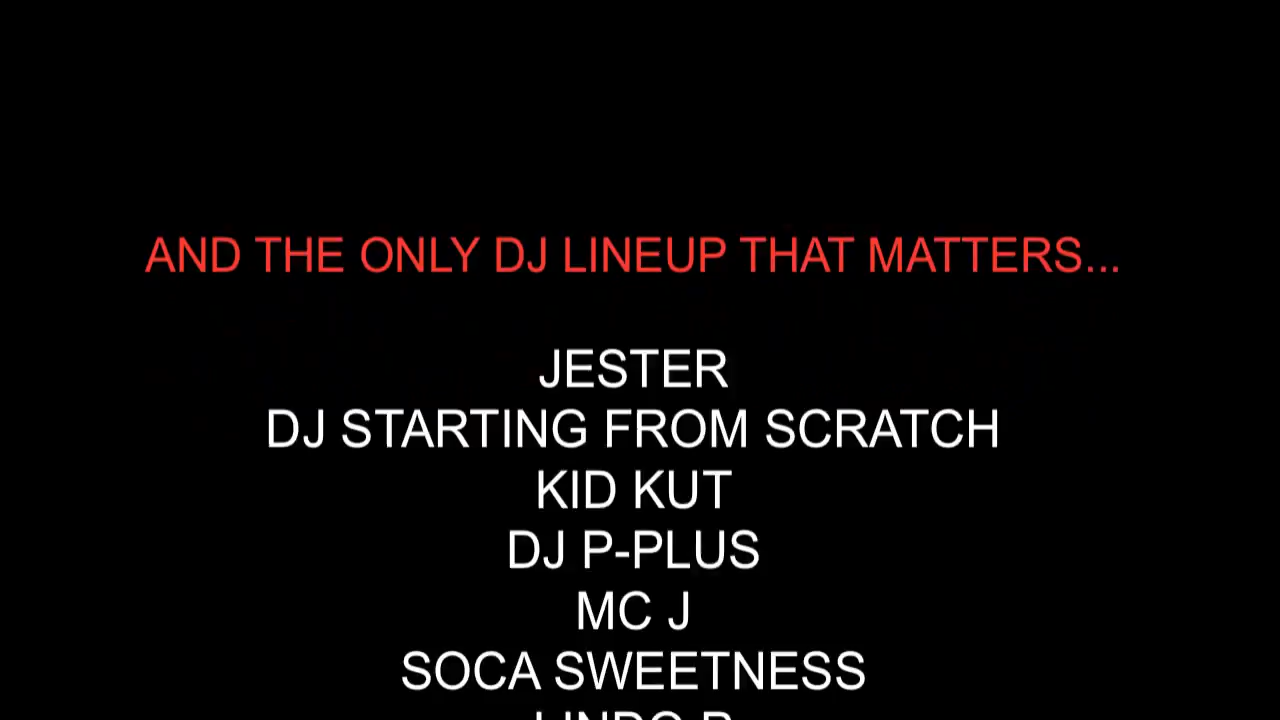 AND THE ONLY DJ LINEUP THAT MATTERS...
JESTER
DJ STARTING FROM SCRATCH
KID KUT
DJ P-PLUS
MC J
SOCA SWEETNESS